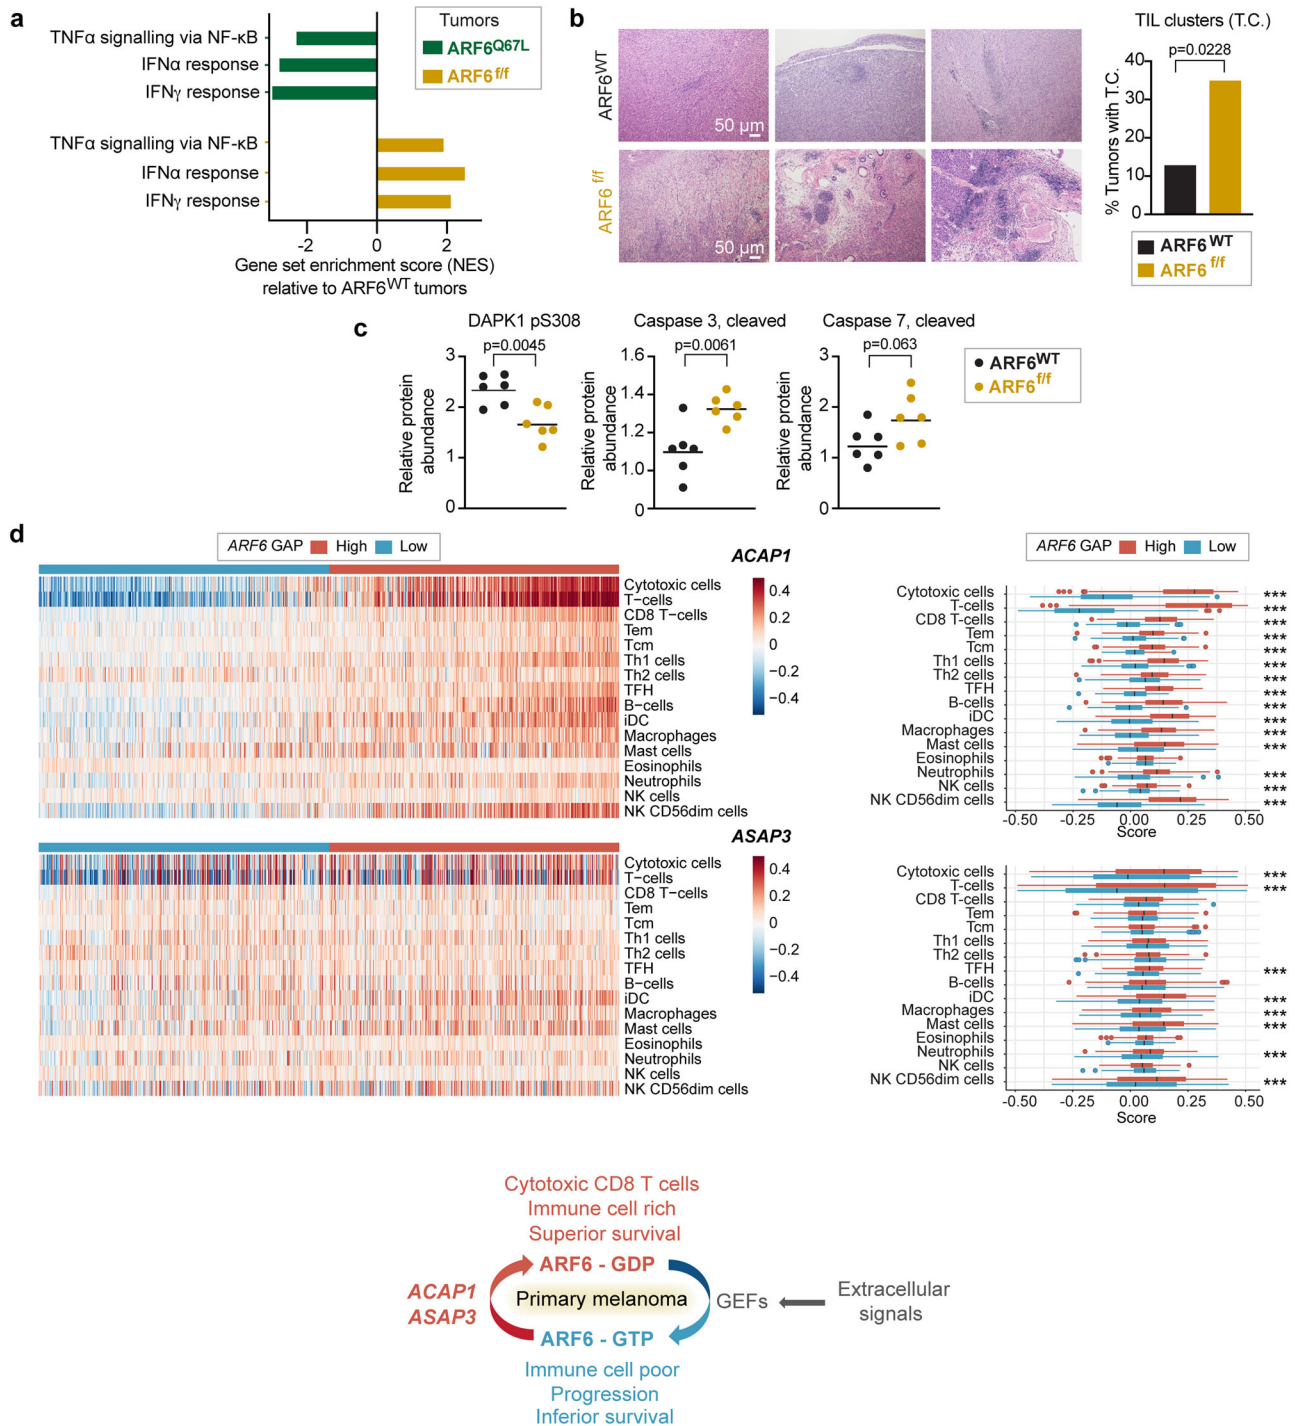 a
Tumors
ARF6Q67L
ARF6 f/f
TNFα signalling via NF-κB
IFNα response
IFNγ response
TNFα signalling via NF-κB
IFNα response
IFNγ response
-2 0 2
Gene set enrichment score (NES)
relative to ARF6WT tumors
b
ARF6WT
50 μm
ARF6 f/f
50 μm
TIL clusters (T.C.)
p=0.0228
% Tumors with T.C.
40
30
20
10
0
ARF6 WT
ARF6 f/f
c
DAPK1 pS308
p=0.0045
Relative protein
abundance
3
2
1
0
Caspase 3, cleaved
p=0.0061
Relative protein
abundance
1.6
1.4
1.2
1.0
0
Caspase 7, cleaved
p=0.063
Relative protein
abundance
3
2
1
0
ARF6WT
ARF6f/f
d
ARF6 GAP High Low
ACAP1
Cytotoxic cells
T-cells
CD8 T-cells
Tem
Tcm
Th1 cells
Th2 cells
TFH
B-cells
iDC
Macrophages
Mast cells
Eosinophils
Neutrophils
NK cells
NK CD56dim cells
0.4
0.2
0
-0.2
-0.4
ARF6 GAP High Low
Cytotoxic cells ***
T-cells ***
CD8 T-cells ***
Tem ***
Tcm ***
Th1 cells ***
Th2 cells ***
TFH ***
B-cells ***
iDC ***
Macrophages ***
Mast cells ***
Eosinophils
Neutrophils ***
NK cells ***
NK CD56dim cells ***
-0.50 -0.25 0.00 0.25 0.50
Score
ASAP3
Cytotoxic cells
T-cells
CD8 T-cells
Tem
Tcm
Th1 cells
Th2 cells
TFH
B-cells
iDC
Macrophages
Mast cells
Eosinophils
Neutrophils
NK cells
NK CD56dim cells
0.4
0.2
0
-0.2
-0.4
Cytotoxic cells ***
T-cells ***
CD8 T-cells
Tem
Tcm
Th1 cells
Th2 cells
TFH ***
B-cells
iDC ***
Macrophages ***
Mast cells ***
Eosinophils
Neutrophils ***
NK cells
NK CD56dim cells ***
-0.50 -0.25 0.00 0.25 0.50
Score
Cytotoxic CD8 T cells
Immune cell rich
Superior survival
ARF6 - GDP
ACAP1
ASAP3
Primary melanoma
GEFs
Extracellular
signals
ARF6 - GTP
Immune cell poor
Progression
Inferior survival